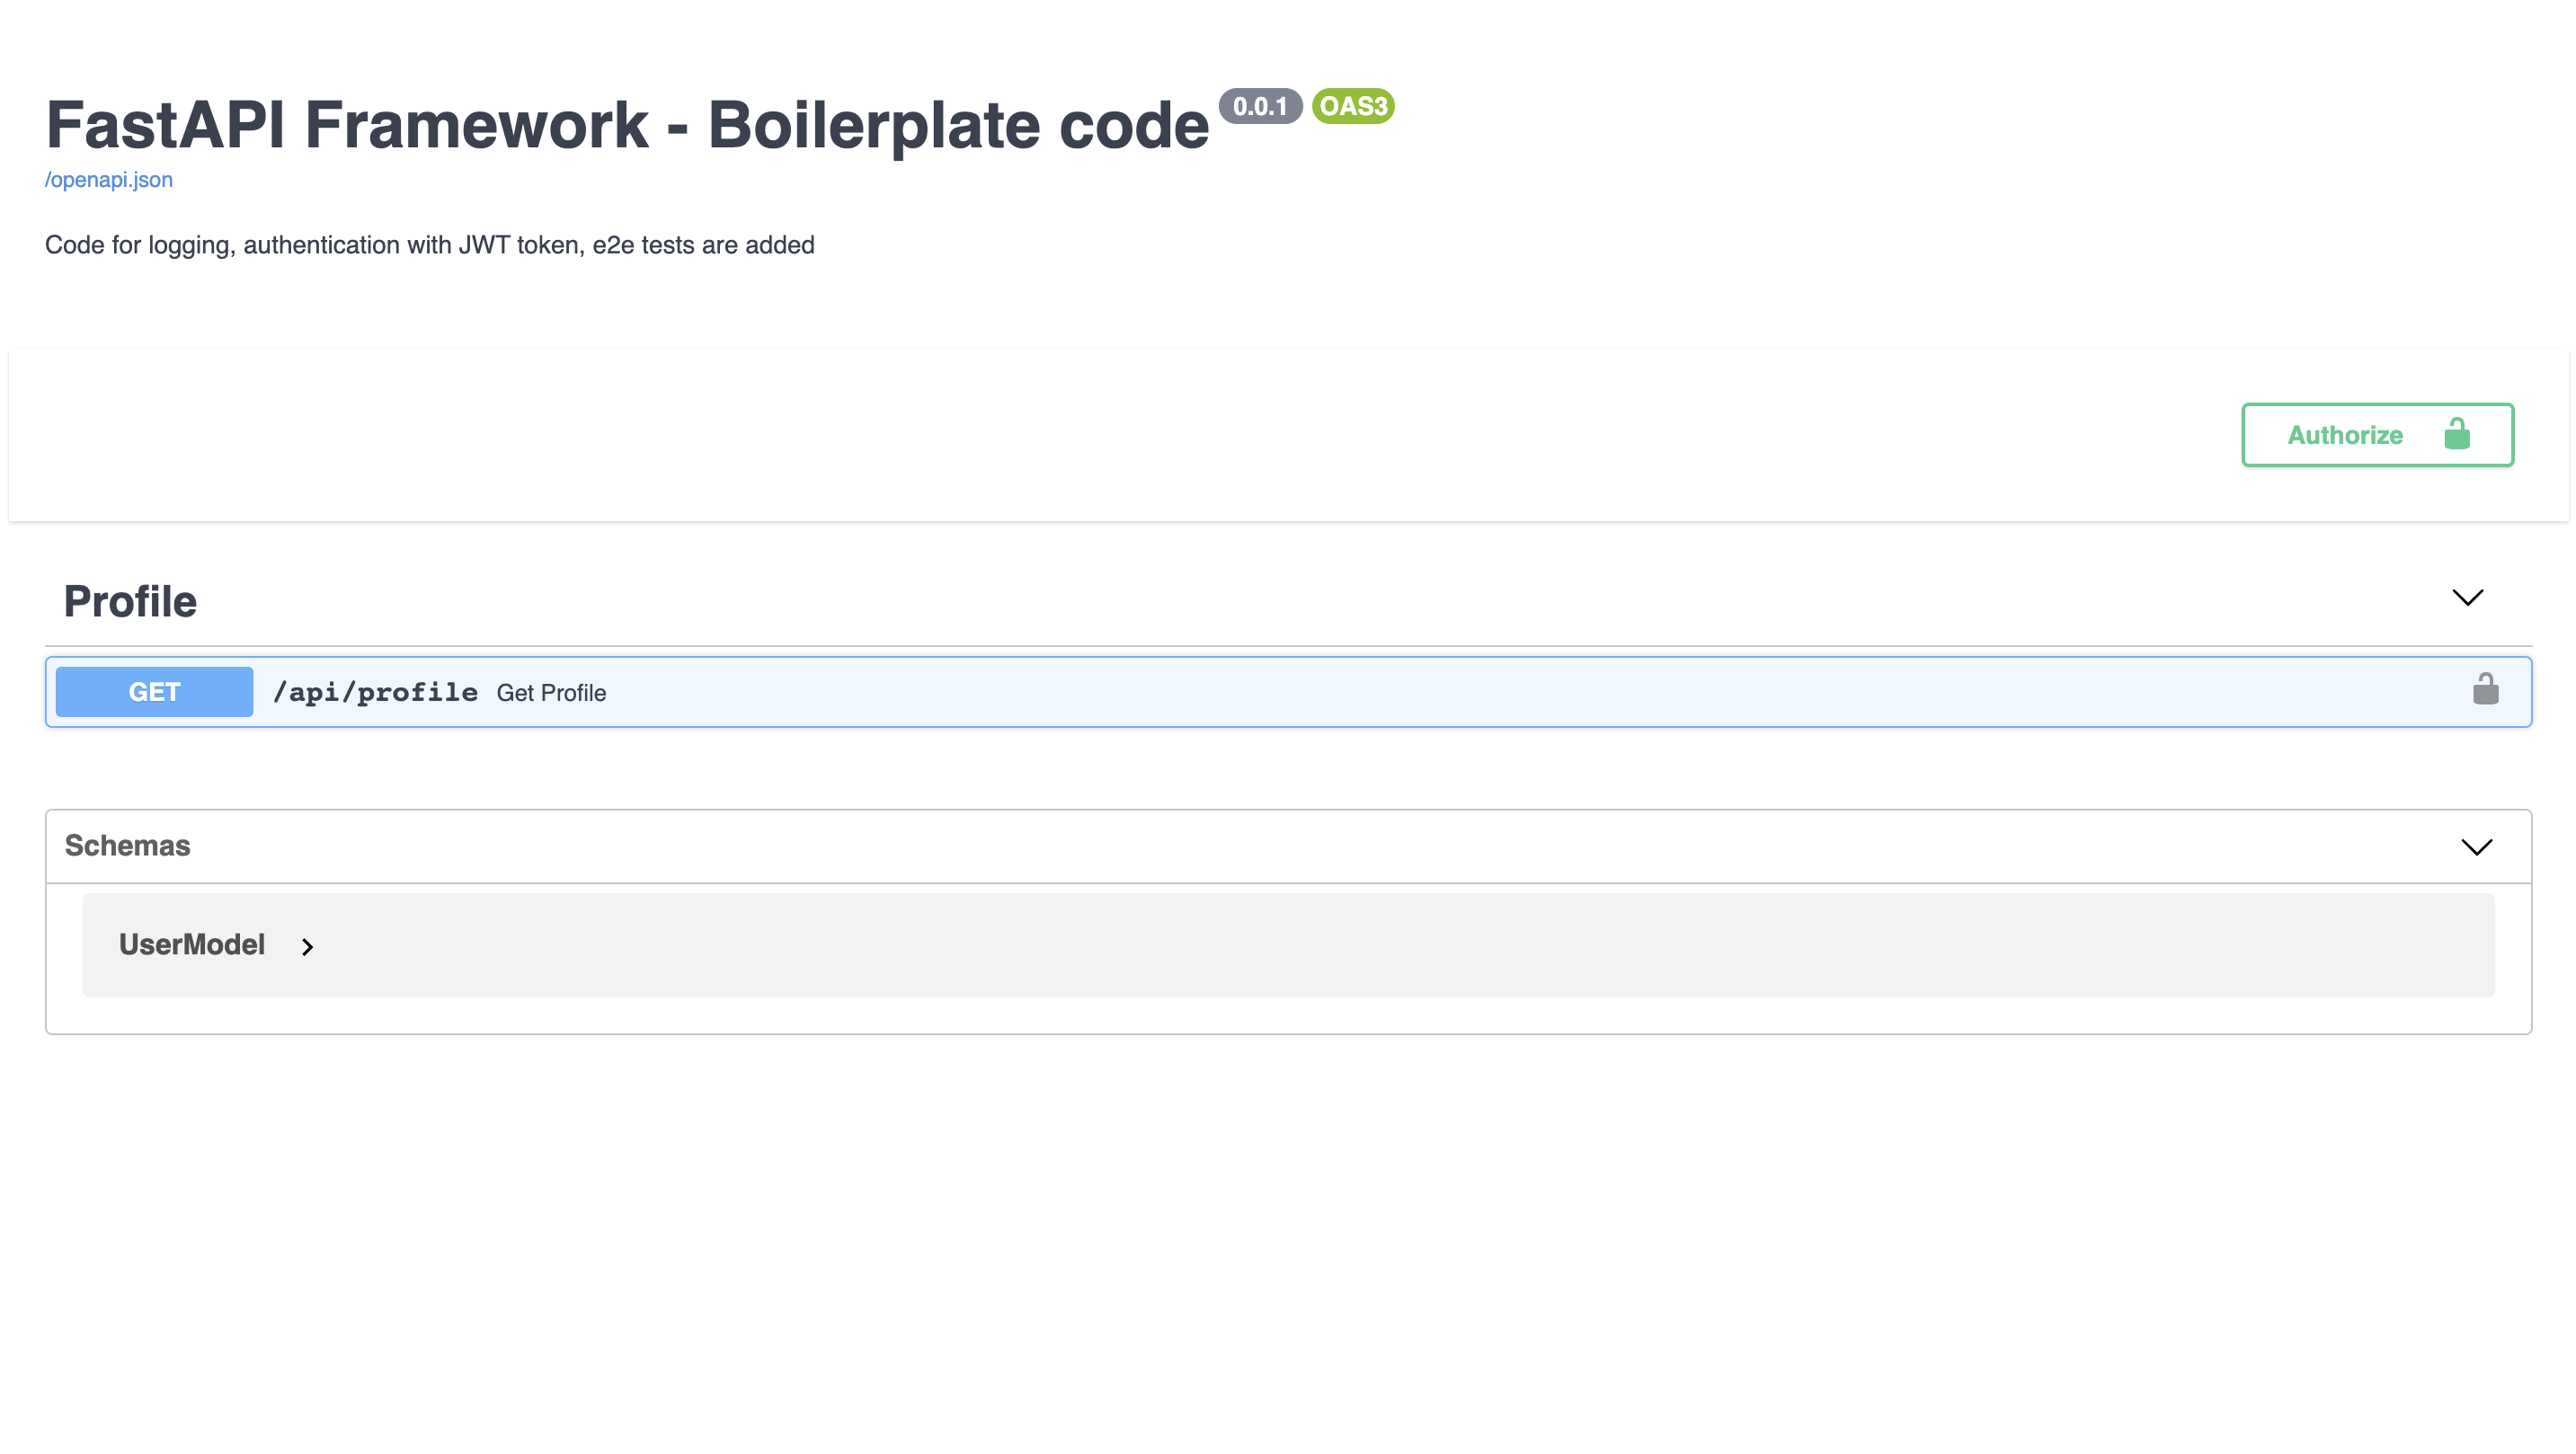 FastAPI Framework - Boilerplate code 0.0.1 OAS3
/openapi.json
Code for logging, authentication with JWT token, e2e tests are added
Authorize
Profile
GET /api/profile Get Profile
Schemas
UserModel